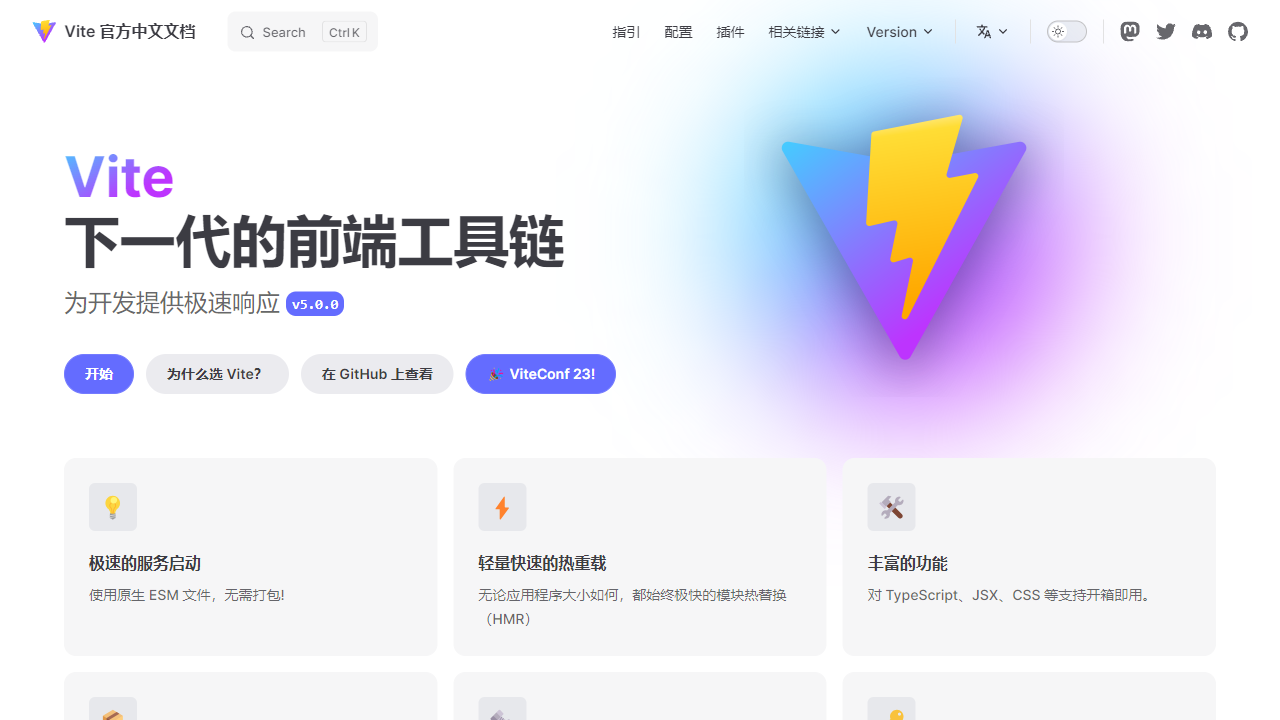 Vite 官方中文文档
Search Ctrl K
指引 配置 插件 相关链接 Version
Vite
下一代的前端工具链
为开发提供极速响应 v5.0.0
开始 为什么选 Vite? 在 GitHub 上查看 🎉 ViteConf 23!
极速的服务启动
使用原生 ESM 文件，无需打包!
轻量快速的热重载
无论应用程序大小如何，都始终极快的模块热替换
（HMR）
丰富的功能
对 TypeScript、JSX、CSS 等支持开箱即用。